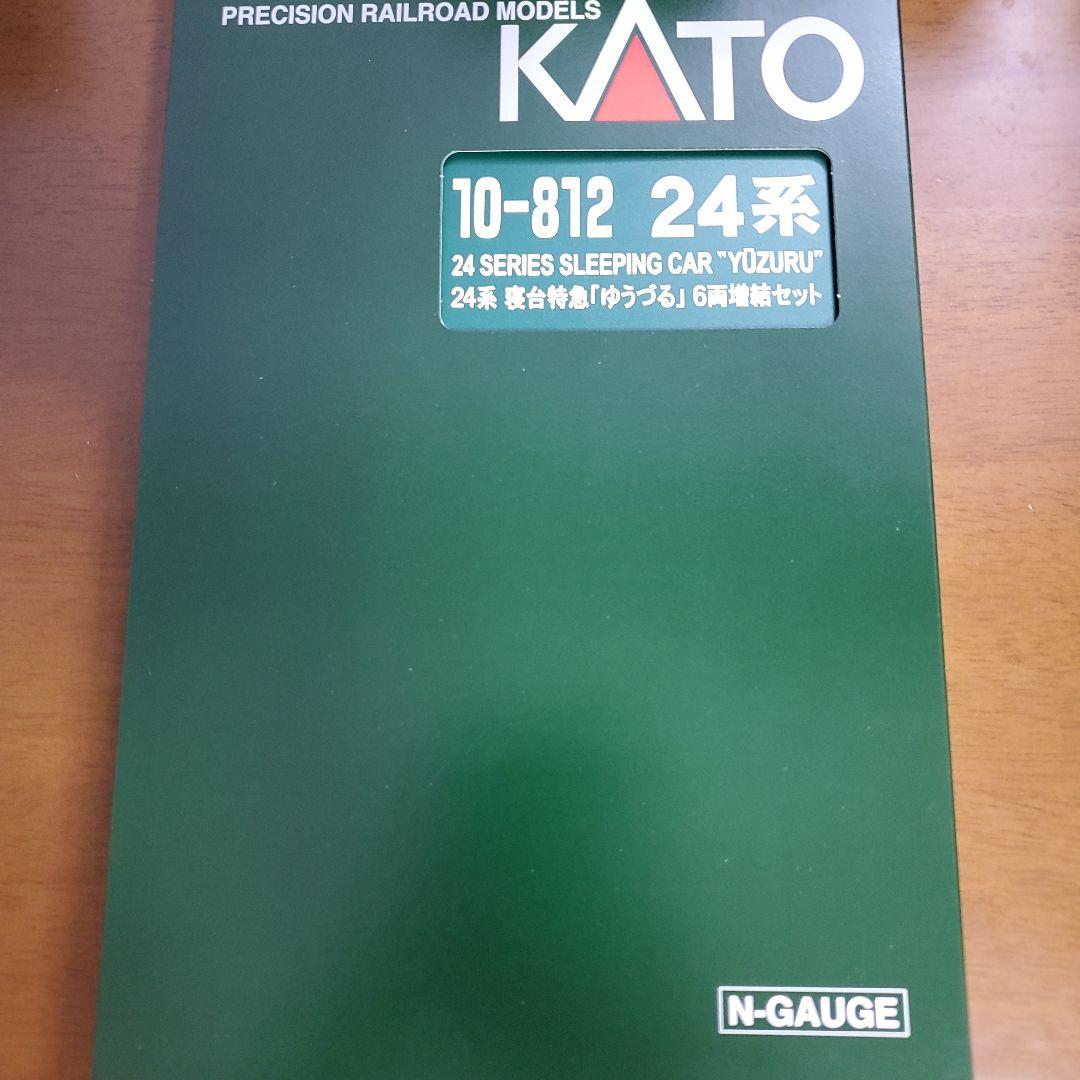 PRECISION RAILROAD MODELS
KATO
10-812 24系
24 SERIES SLEEPING CAR "YŪZURU"
24系 寝台特急「ゆうづる」 6両増結セット
N-GAUGE